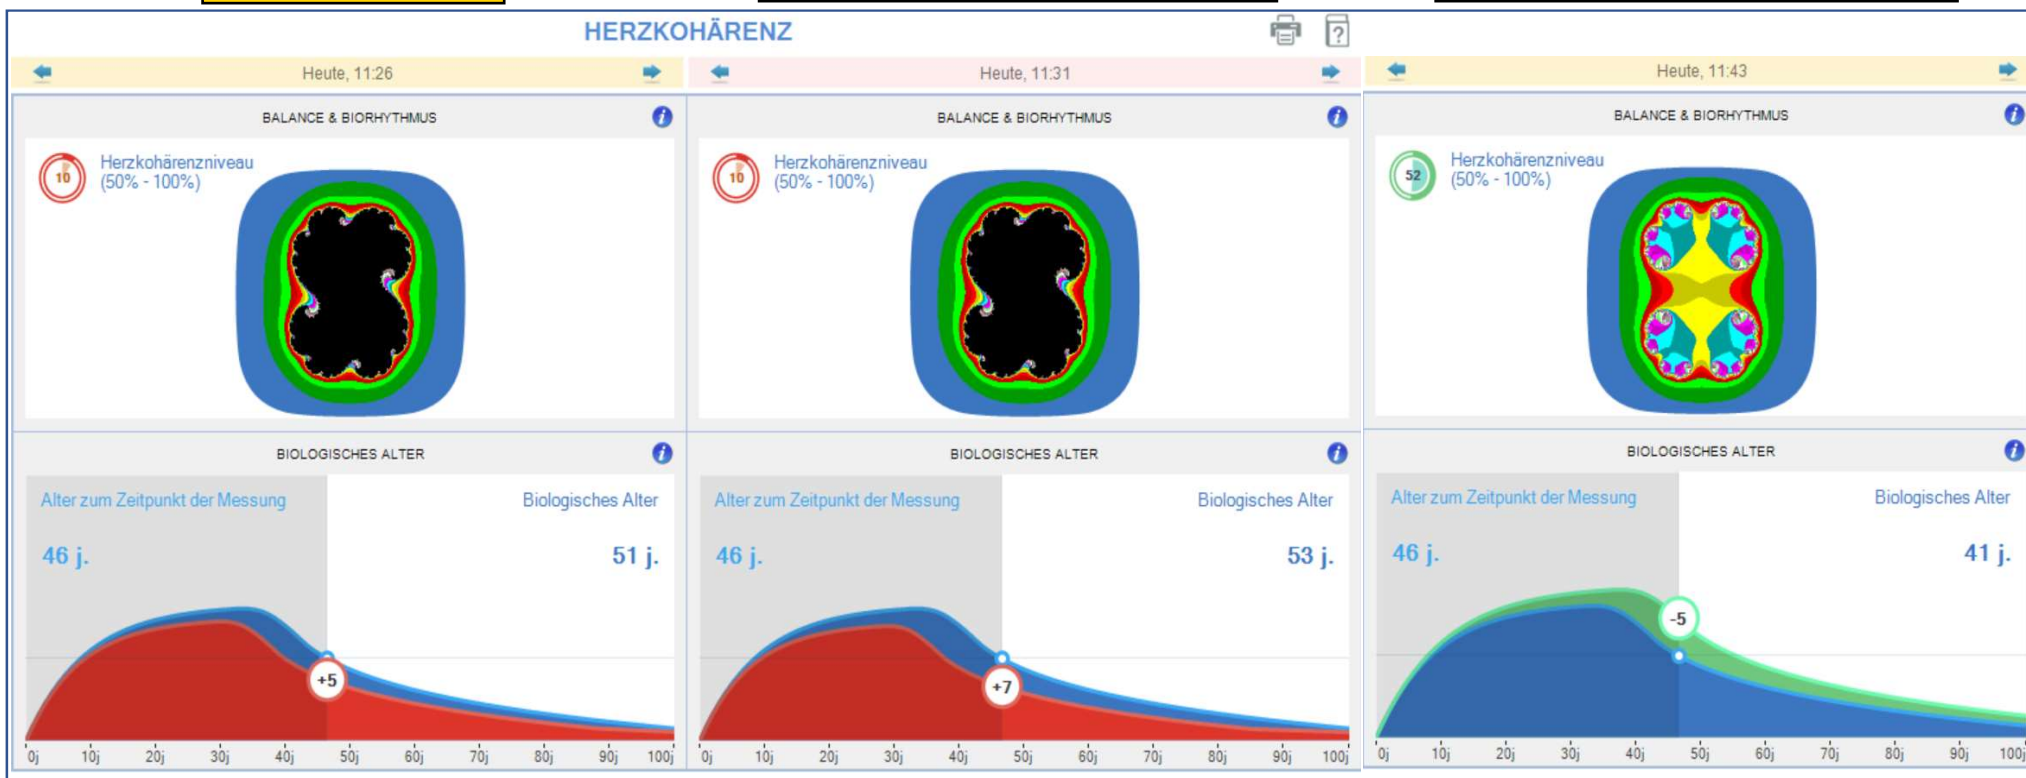 HERZKOHÄRENZ
Heute, 11:26
BALANCE & BIORHYTHMUS
10
Herzkohärenzniveau
(50% - 100%)
BIOLOGISCHES ALTER
Alter zum Zeitpunkt der Messung
Biologisches Alter
46 j.
51 j.
+5
0j 10j 20j 30j 40j 50j 60j 70j 80j 90j 100j
Heute, 11:31
BALANCE & BIORHYTHMUS
10
Herzkohärenzniveau
(50% - 100%)
BIOLOGISCHES ALTER
Alter zum Zeitpunkt der Messung
Biologisches Alter
46 j.
53 j.
+7
0j 10j 20j 30j 40j 50j 60j 70j 80j 90j 100j
Heute, 11:43
BALANCE & BIORHYTHMUS
52
Herzkohärenzniveau
(50% - 100%)
BIOLOGISCHES ALTER
Alter zum Zeitpunkt der Messung
Biologisches Alter
46 j.
41 j.
-5
0j 10j 20j 30j 40j 50j 60j 70j 80j 90j 100j